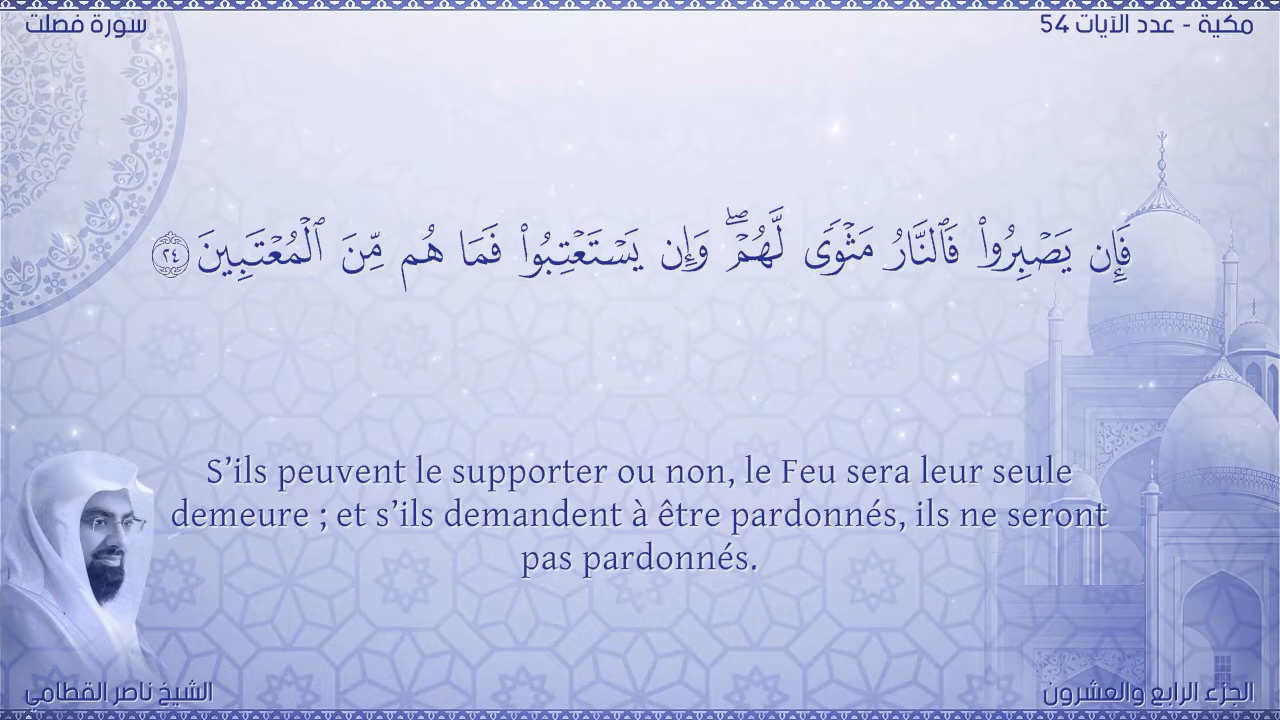 سورة فصلت
مكية - عدد الآيات 54
فَإِن يَصۡبِرُواْ فَٱلنَّارُ مَثۡوٗى لَّهُمۡۖ وَإِن يَسۡتَعۡتِبُواْ فَمَا هُم مِّنَ ٱلۡمُعۡتَبِينَ ٢٤
S’ils peuvent le supporter ou non, le Feu sera leur seule
demeure ; et s’ils demandent à être pardonnés, ils ne seront
pas pardonnés.
الشيخ ناصر القطامي
الجزء الرابع والعشرون